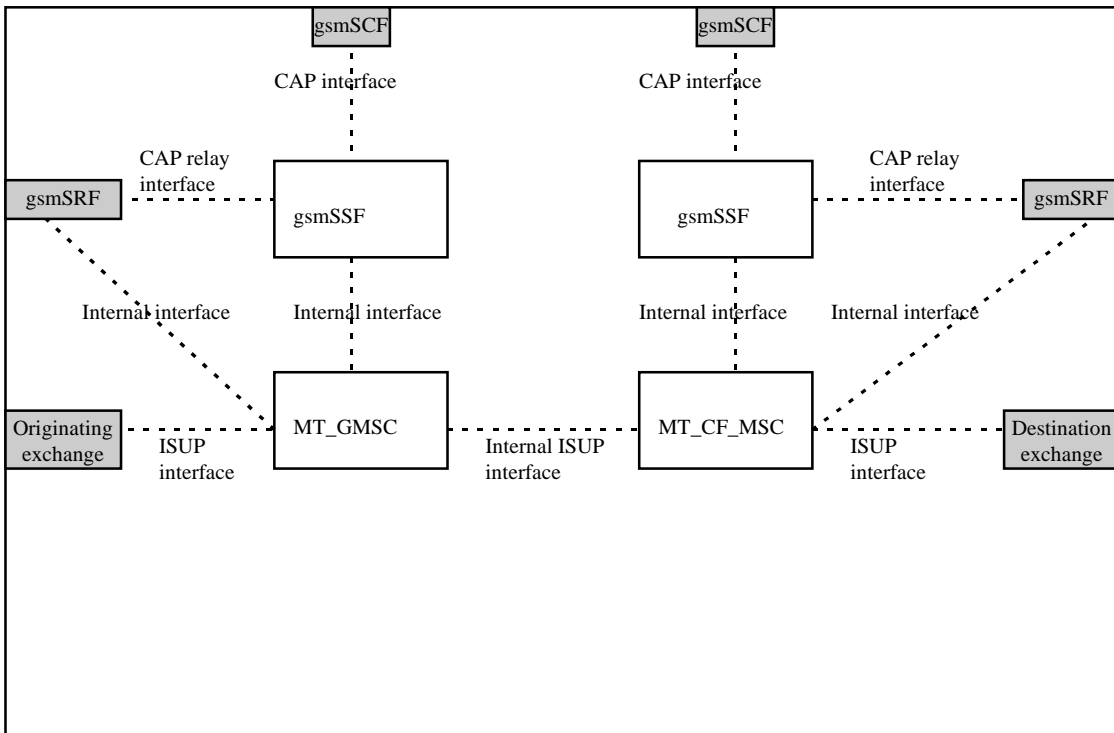 gsmSCF
gsmSCF
CAP interface
CAP interface
CAP relay
interface
CAP relay
interface
gsmSRF
gsmSSF
gsmSSF
gsmSRF
Internal interface
Internal interface
Internal interface
Internal interface
Originating
exchange
ISUP
interface
MT_GMSC
Internal ISUP
interface
MT_CF_MSC
ISUP
interface
Destination
exchange